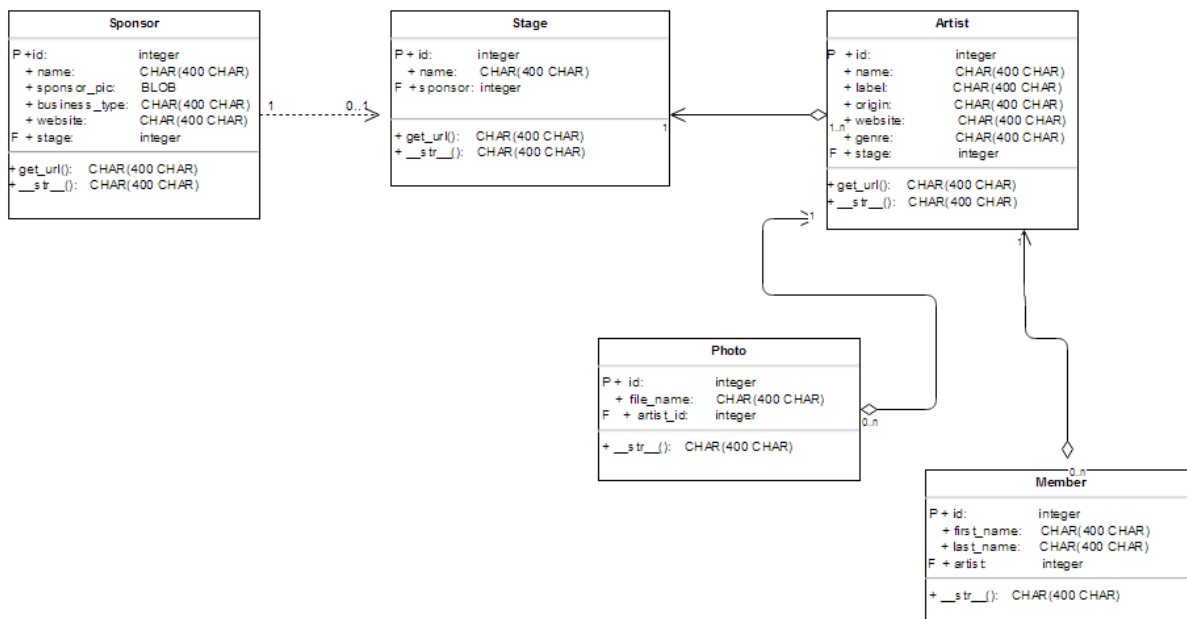 Sponsor
P +id: integer
+ name: CHAR(400 CHAR)
+ sponsor_pic: BLOB
+ business_type: CHAR(400 CHAR)
+ website: CHAR(400 CHAR)
F + stage: integer
+ get_url(): CHAR(400 CHAR)
+ __str__(): CHAR(400 CHAR)
1
0..1
Stage
P + id: integer
+ name: CHAR(400 CHAR)
F + sponsor: integer
+ get_url(): CHAR(400 CHAR)
+ __str__(): CHAR(400 CHAR)
1
1..n
Artist
P + id: integer
+ name: CHAR(400 CHAR)
+ label: CHAR(400 CHAR)
+ origin: CHAR(400 CHAR)
+ website: CHAR(400 CHAR)
+ genre: CHAR(400 CHAR)
F + stage: integer
+ get_url(): CHAR(400 CHAR)
+ __str__(): CHAR(400 CHAR)
1
1
Photo
P + id: integer
+ file_name: CHAR(400 CHAR)
F + artist_id: integer
+ __str__(): CHAR(400 CHAR)
0..n
0..n
Member
P + id: integer
+ first_name: CHAR(400 CHAR)
+ last_name: CHAR(400 CHAR)
F + artist: integer
+ __str__(): CHAR(400 CHAR)